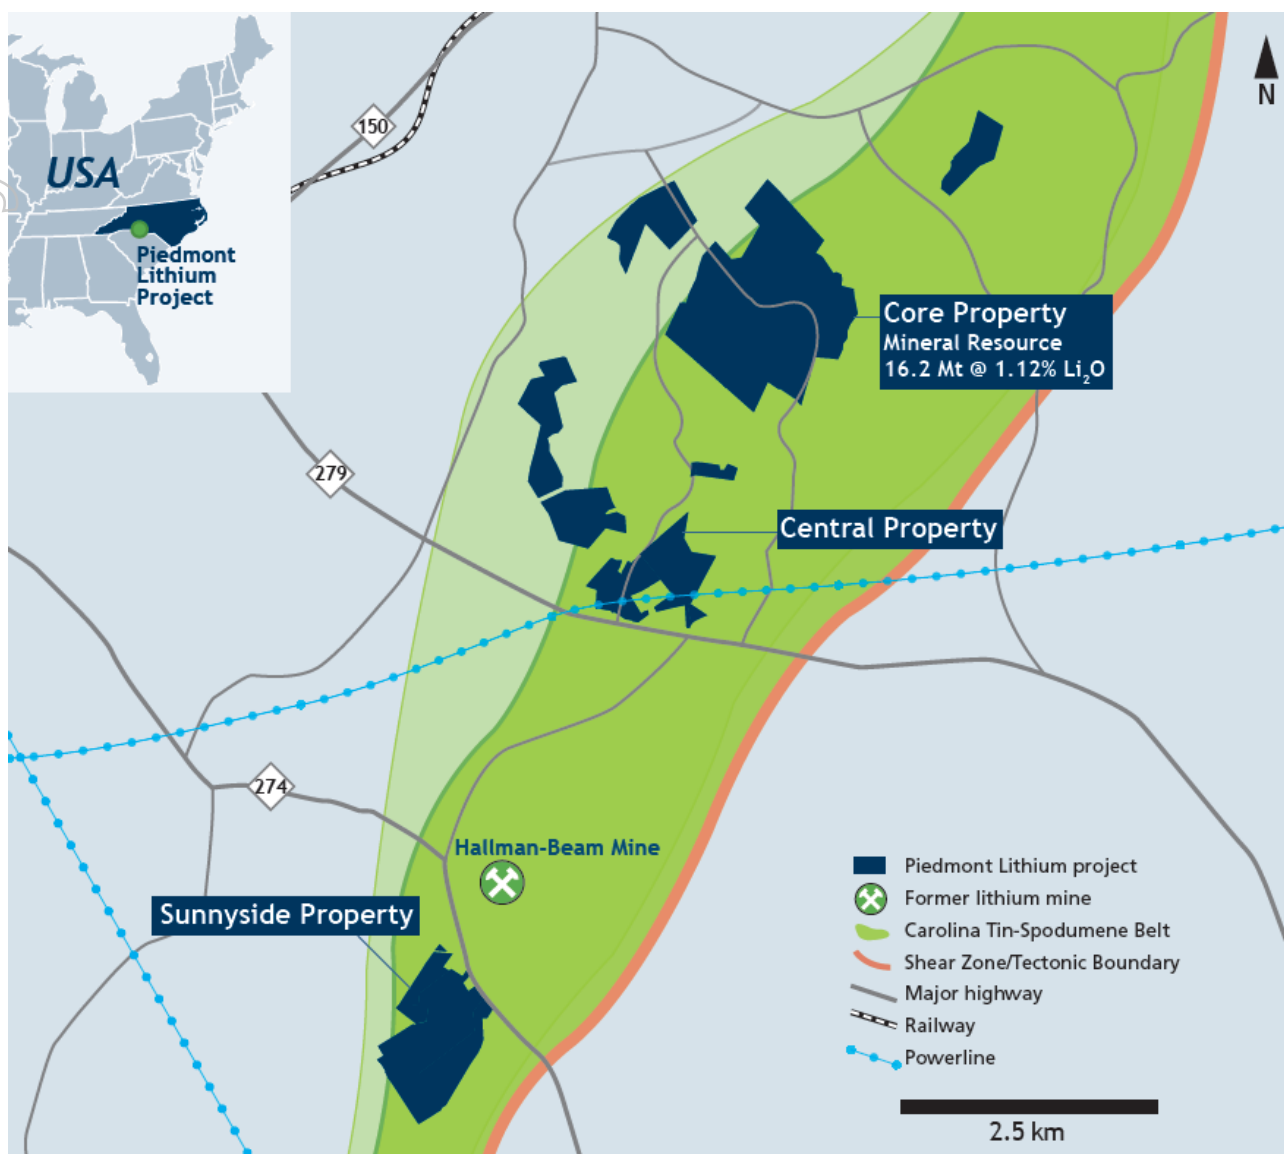 USA
Piedmont
Lithium
Project
150
N
Core Property
Mineral Resource
16.2 Mt @ 1.12% Li₂O
279
Central Property
274
Hallman-Beam Mine
Sunnyside Property
Piedmont Lithium project
Former lithium mine
Carolina Tin-Spodumene Belt
Shear Zone/Tectonic Boundary
Major highway
Railway
Powerline
2.5 km